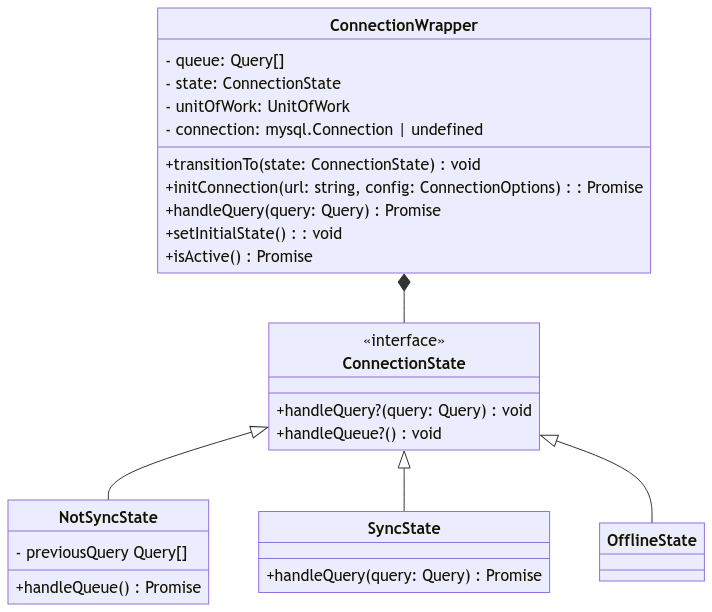 ConnectionWrapper
- queue: Query[]
- state: ConnectionState
- unitOfWork: UnitOfWork
- connection: mysql.Connection | undefined
+transitionTo(state: ConnectionState) : void
+initConnection(url: string, config: ConnectionOptions) : : Promise
+handleQuery(query: Query) : Promise
+setInitialState() : : void
+isActive() : Promise
«interface»
ConnectionState
+handleQuery?(query: Query) : void
+handleQueue?() : void
NotSyncState
- previousQuery Query[]
+handleQueue() : Promise
SyncState
+handleQuery(query: Query) : Promise
OfflineState